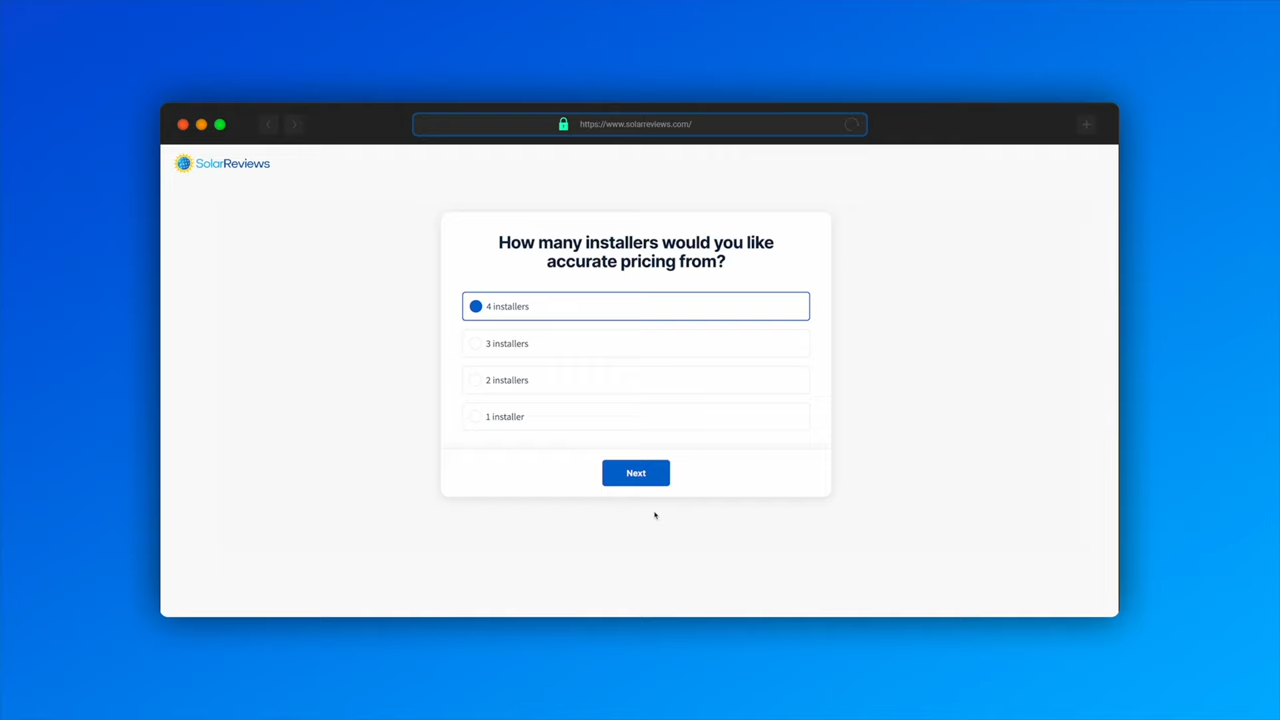 https://www.solarreviews.com/
SolarReviews
How many installers would you like
accurate pricing from?
4 installers
3 installers
2 installers
1 installer
Next